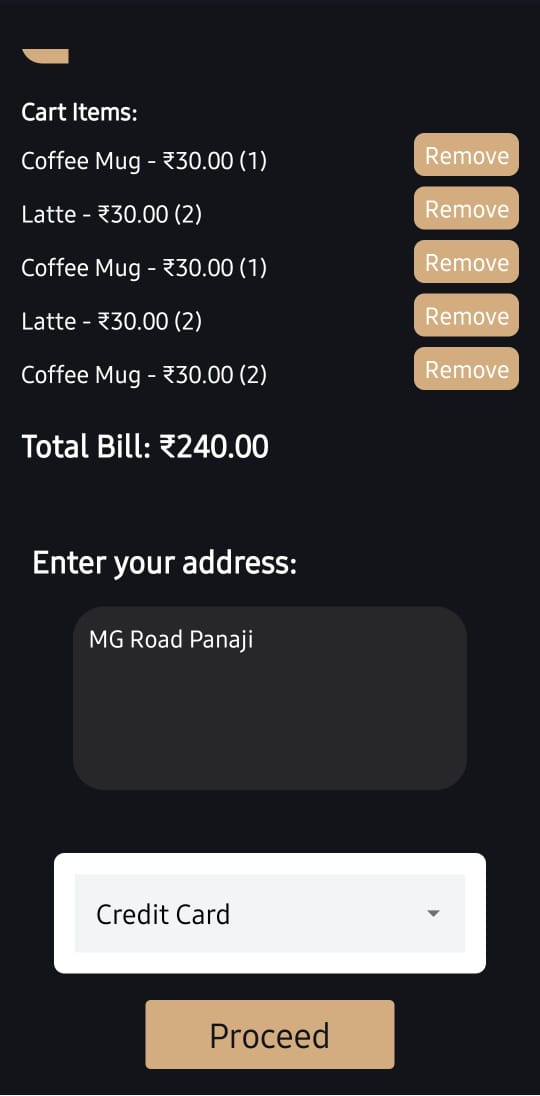 Cart Items:
Coffee Mug - ₹30.00 (1) Remove
Latte - ₹30.00 (2) Remove
Coffee Mug - ₹30.00 (1) Remove
Latte - ₹30.00 (2) Remove
Coffee Mug - ₹30.00 (2) Remove
Total Bill: ₹240.00
Enter your address:
MG Road Panaji
Credit Card
Proceed